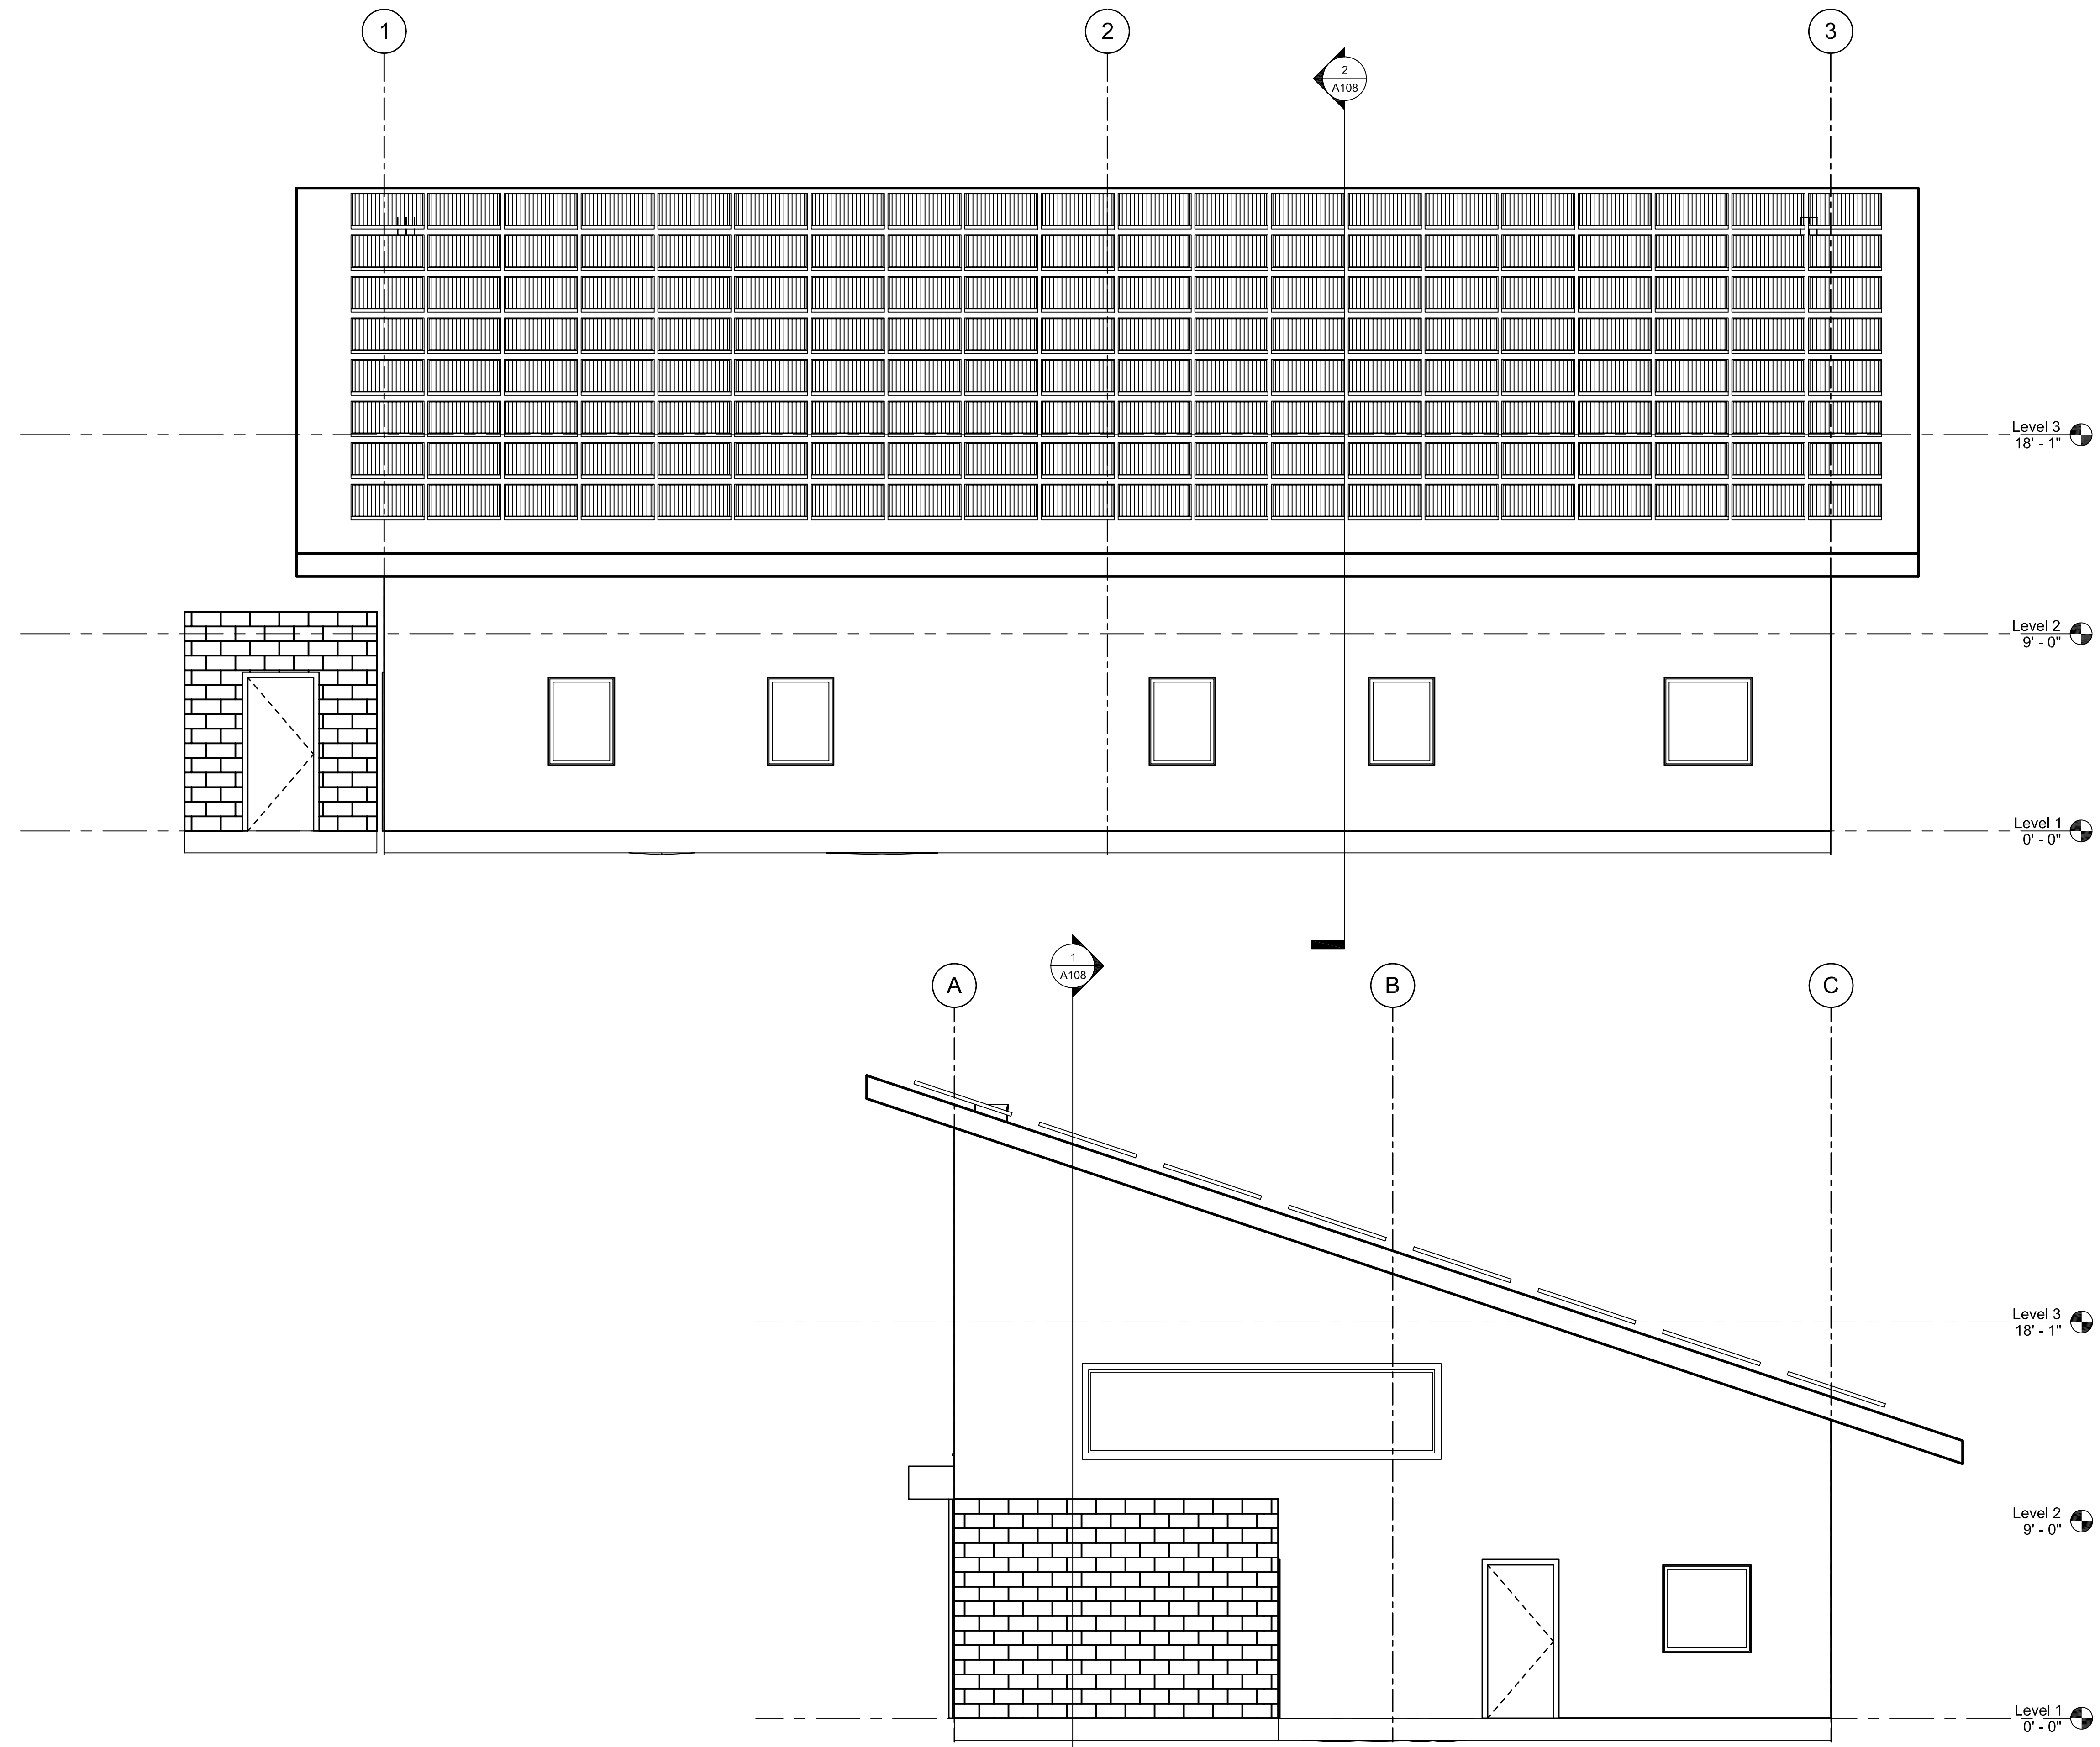 1
2
3
2
A108
Level 3
18' - 1"
Level 2
9' - 0"
Level 1
0' - 0"
1
A108
A
B
C
Level 3
18' - 1"
Level 2
9' - 0"
Level 1
0' - 0"